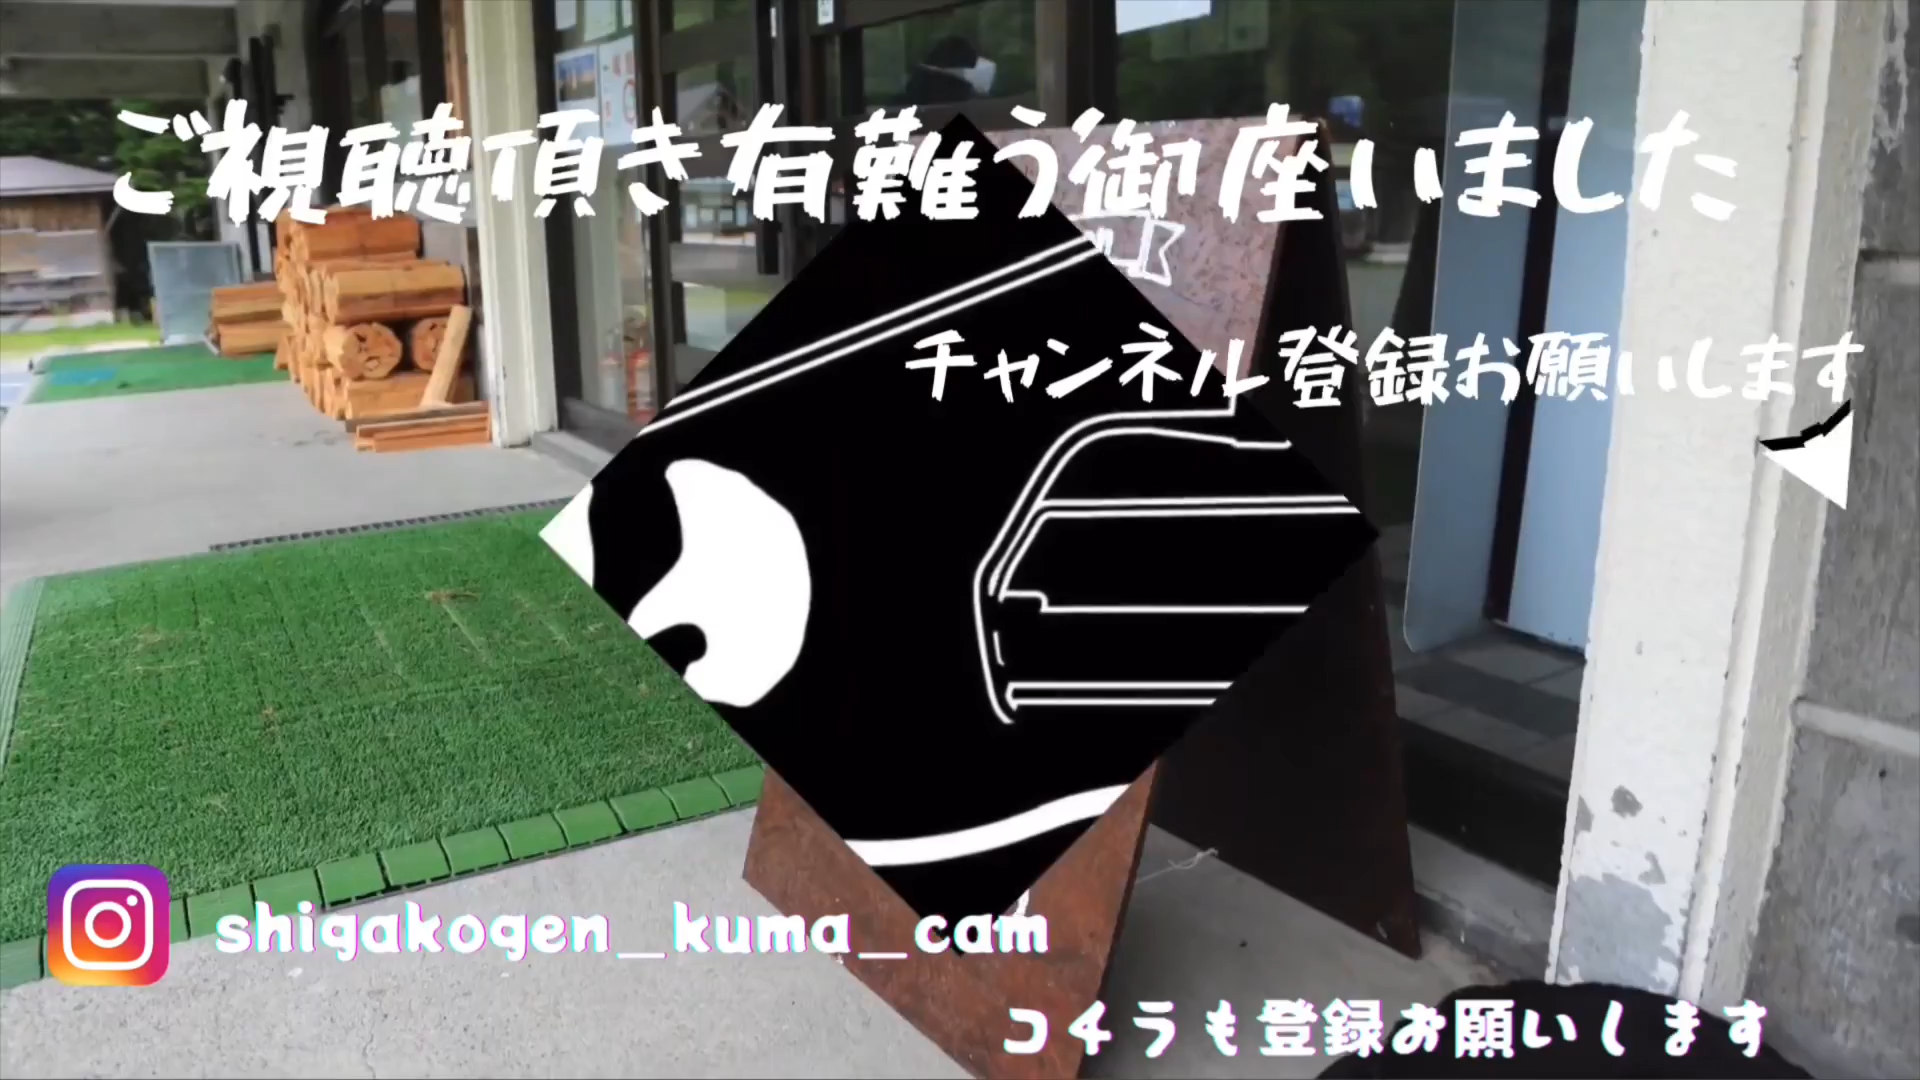 ご視聴頂き有難う御座いました
チャンネル登録お願いします
shigakogen_kuma_cam
コチラも登録お願いします